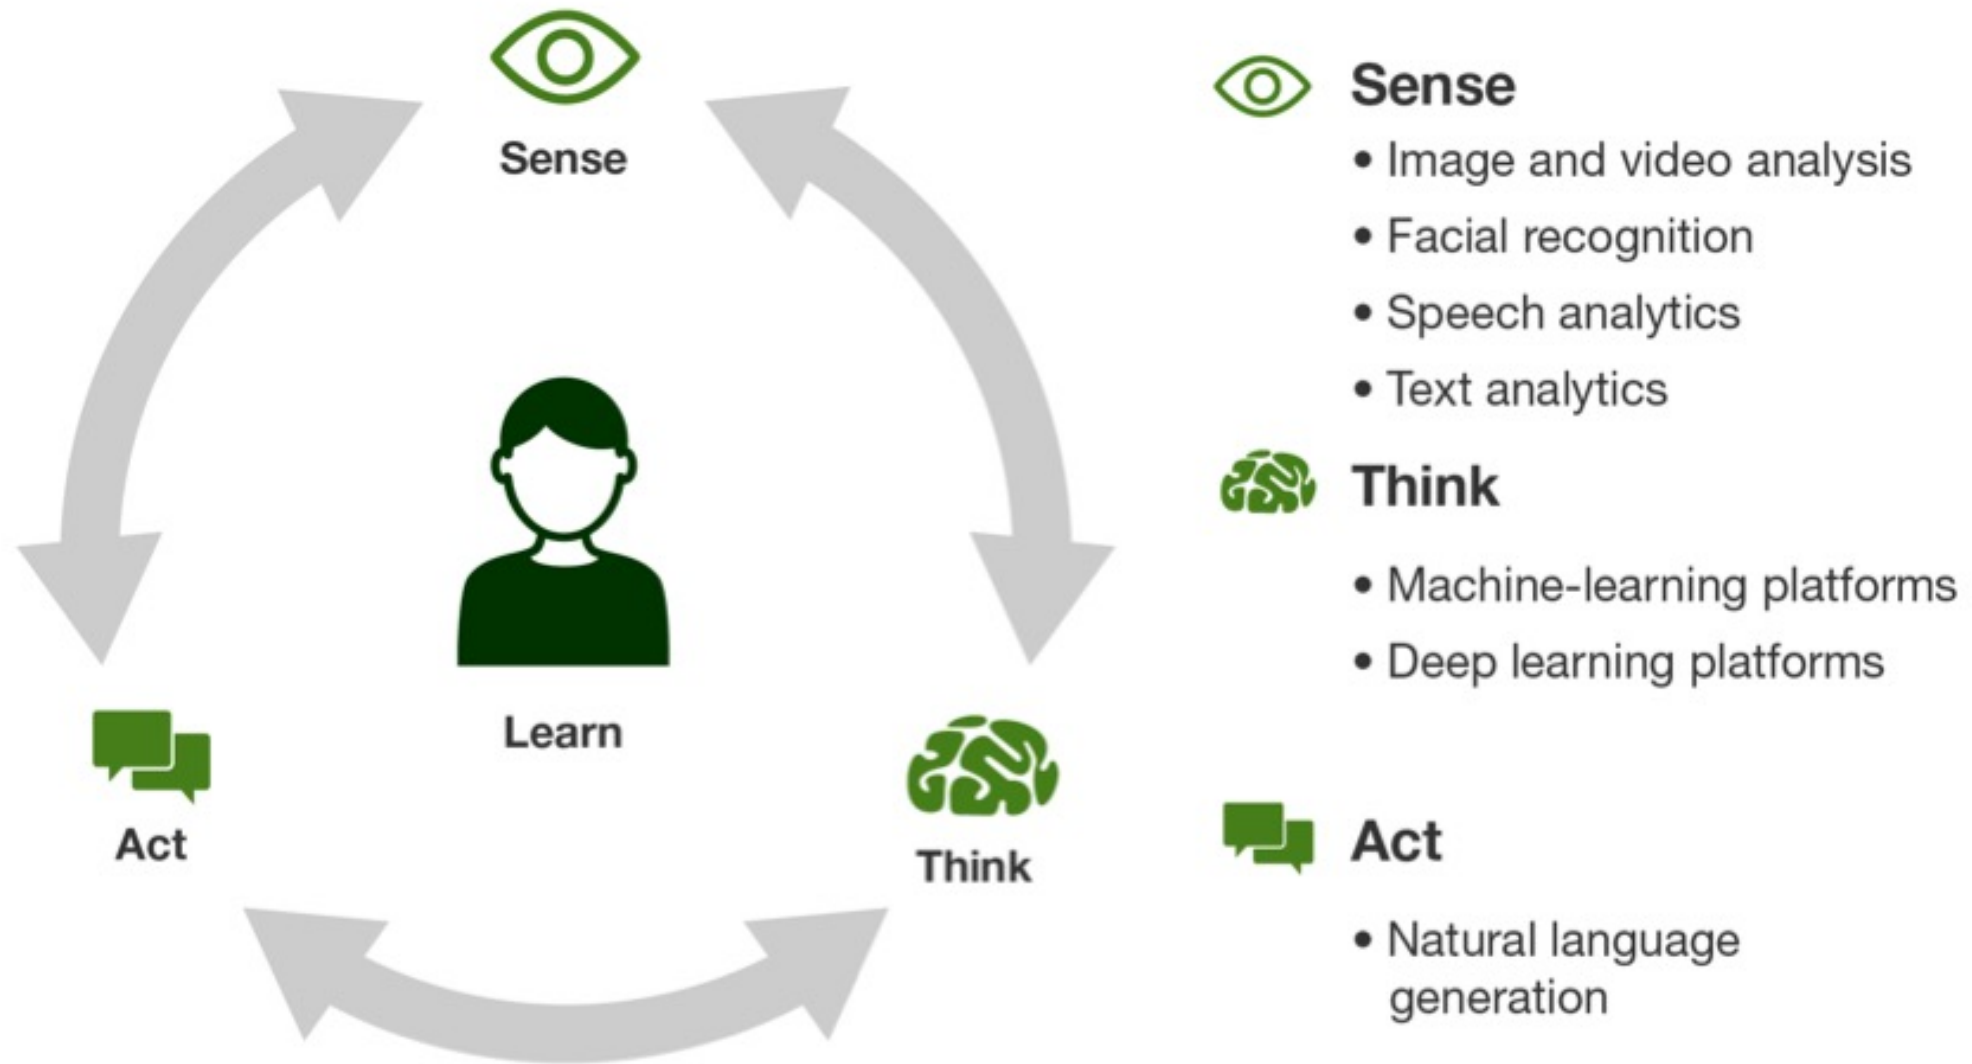 Sense
Learn
Act
Think
Sense
• Image and video analysis
• Facial recognition
• Speech analytics
• Text analytics
Think
• Machine-learning platforms
• Deep learning platforms
Act
• Natural language
generation